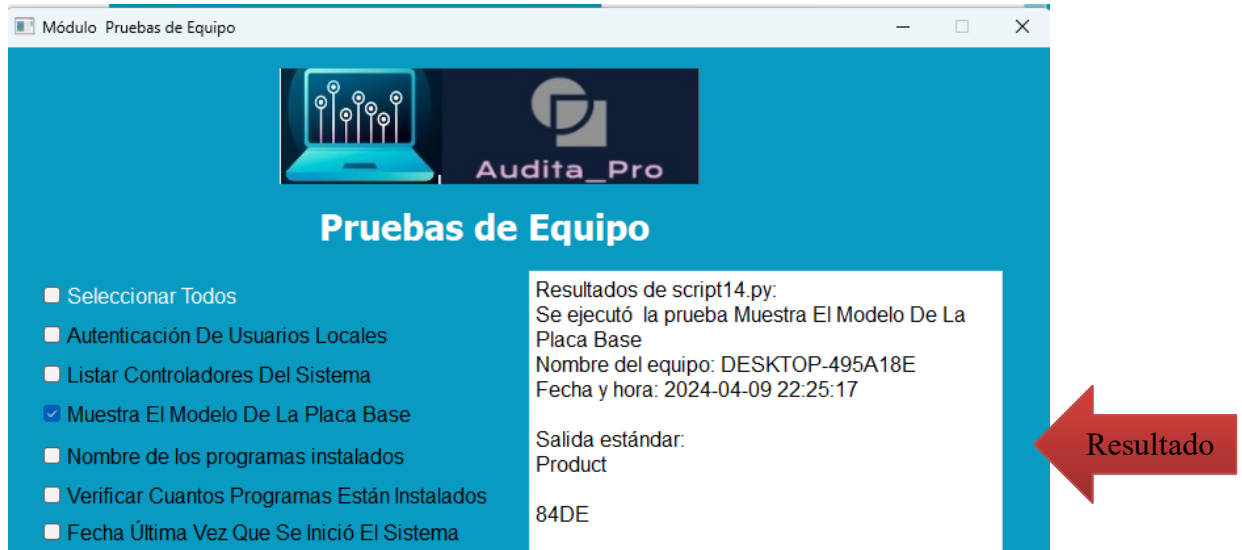 Módulo Pruebas de Equipo
Audita_Pro
Pruebas de Equipo
Seleccionar Todos
Autenticación De Usuarios Locales
Listar Controladores Del Sistema
Muestra El Modelo De La Placa Base
Nombre de los programas instalados
Verificar Cuantos Programas Están Instalados
Fecha Última Vez Que Se Inició El Sistema
Resultados de script14.py:
Se ejecutó la prueba Muestra El Modelo De La
Placa Base
Nombre del equipo: DESKTOP-495A18E
Fecha y hora: 2024-04-09 22:25:17
Salida estándar:
Product
84DE
Resultado